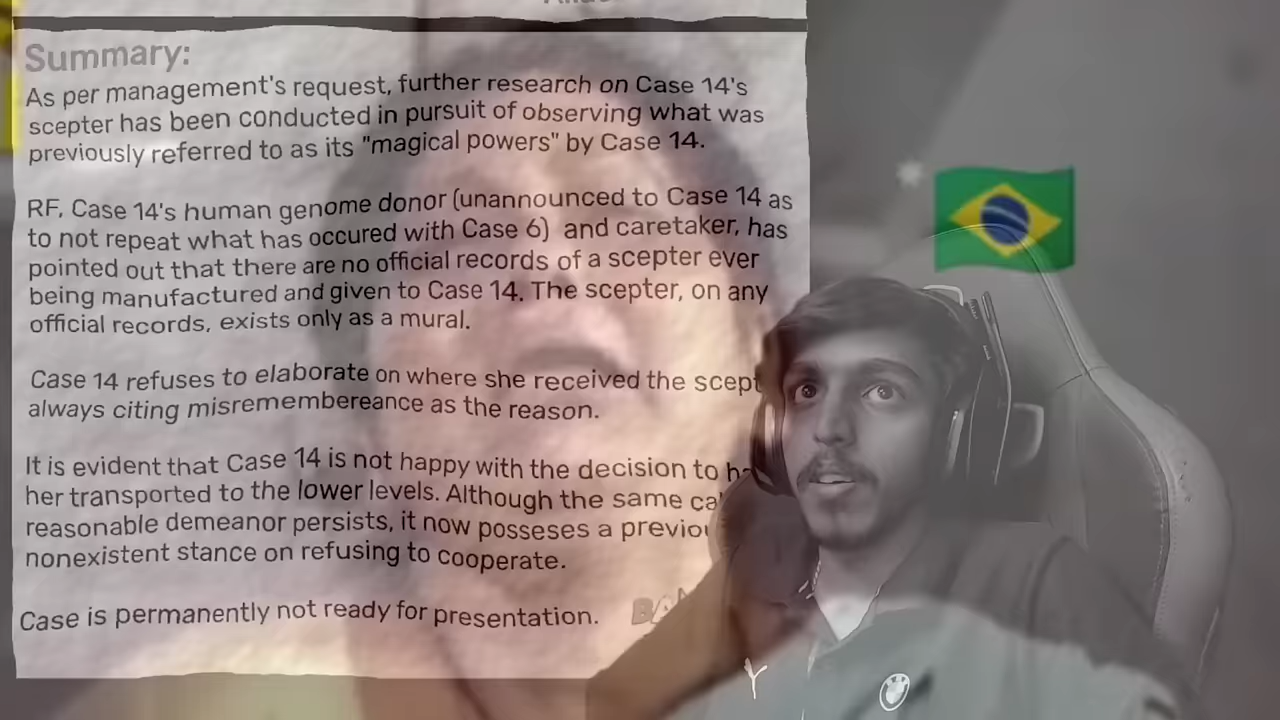 Summary:
As per management's request, further research on Case 14's
scepter has been conducted in pursuit of observing what was
previously referred to as its "magical powers" by Case 14.
RF, Case 14's human genome donor (unannounced to Case 14 as
to not repeat what has occured with Case 6) and caretaker, has
pointed out that there are no official records of a scepter ever
being manufactured and given to Case 14. The scepter, on any
official records, exists only as a mural.
Case 14 refuses to elaborate on where she received the scept
always citing misremembereance as the reason.
It is evident that Case 14 is not happy with the decision to
her transported to the lower levels. Although the same
reasonable demeanor persists, it now posseses a
nonexistent stance on refusing to cooperate.
Case is permanently not ready for presentation.